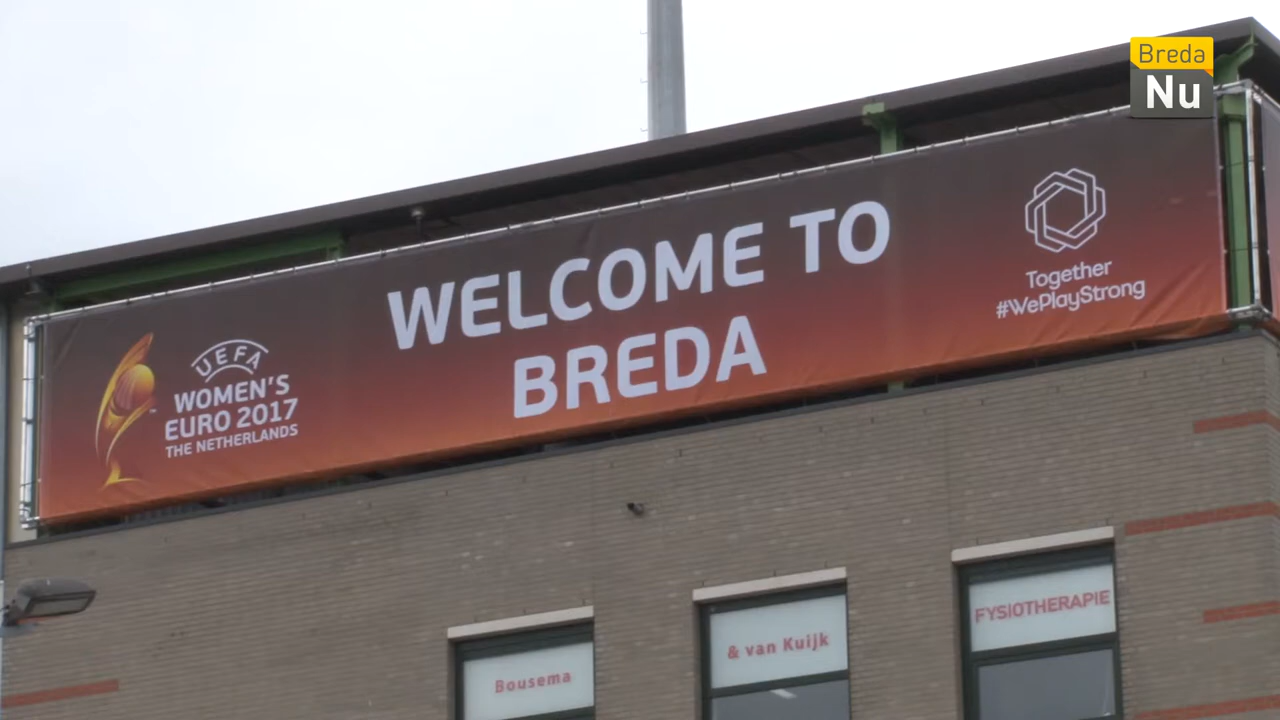 Breda
Nu
WELCOME TO
BREDA
UEFA
WOMEN'S
EURO 2017
THE NETHERLANDS
Together
#WePlayStrong
Bousema
& van Kuijk
FYSIOTHERAPIE